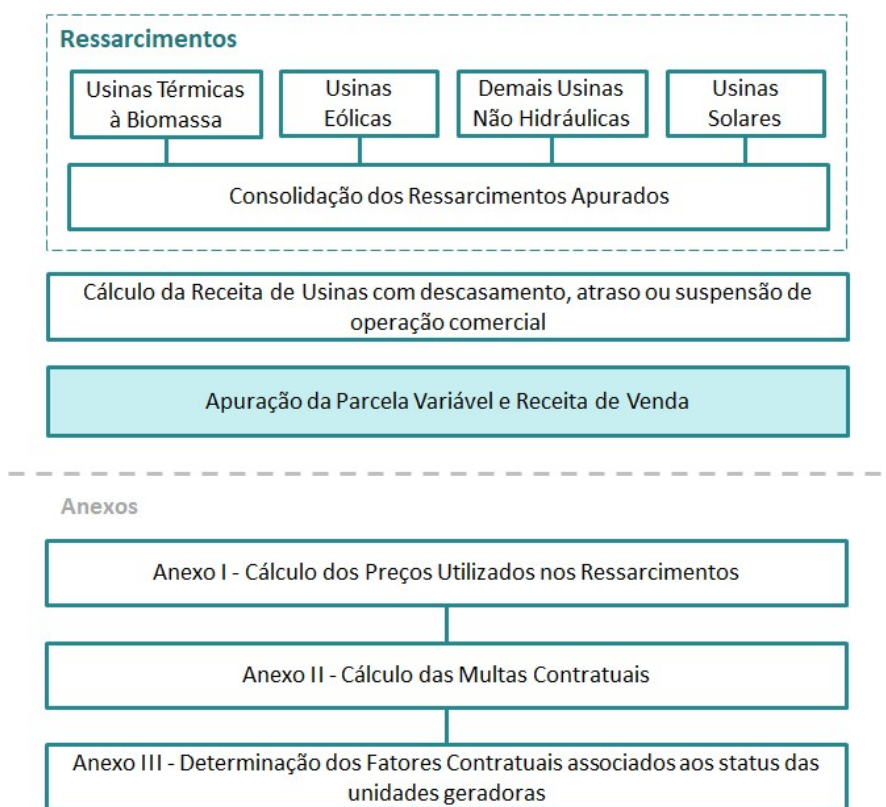 Ressarcimentos
Usinas Térmicas
à Biomassa
Usinas
Eólicas
Demais Usinas
Não Hidráulicas
Usinas
Solares
Consolidação dos Ressarcimentos Apurados
Cálculo da Receita de Usinas com descasamento, atraso ou suspensão de
operação comercial
Apuração da Parcela Variável e Receita de Venda
Anexos
Anexo I - Cálculo dos Preços Utilizados nos Ressarcimentos
Anexo II - Cálculo das Multas Contratuais
Anexo III - Determinação dos Fatores Contratuais associados aos status das
unidades geradoras